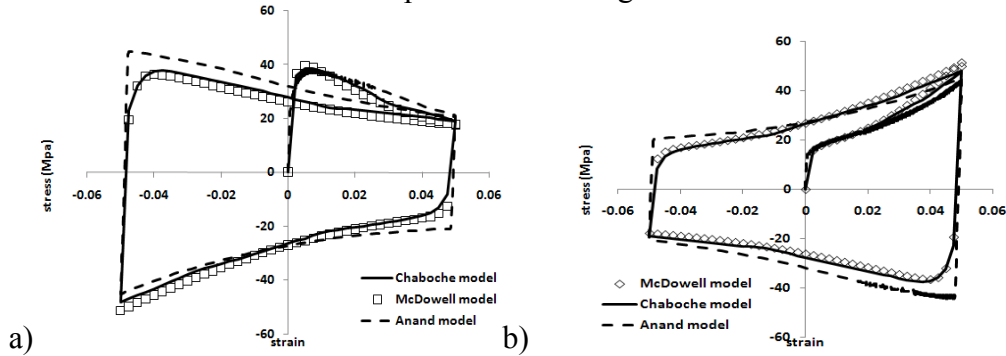 60
40
20
0
-20
-40
-60
-0.06
-0.04
-0.02
0
0.02
0.04
0.06
stress (Mpa)
strain
Chaboche model
McDowell model
Anand model
a)
60
40
20
0
-20
-40
-60
-0.06
-0.04
-0.02
0
0.02
0.04
0.06
stress (Mpa)
strain
McDowell model
Chaboche model
Anand model
b)